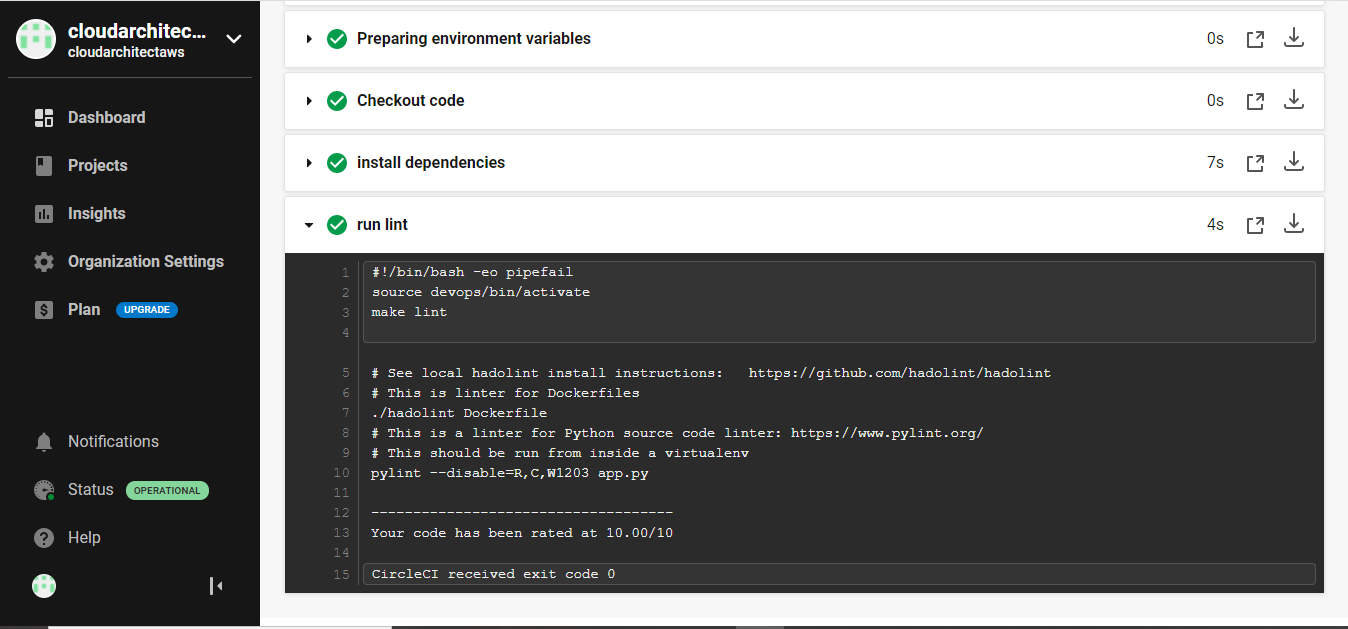 cloudarchitec...
cloudarchitectaws
Dashboard
Projects
Insights
Organization Settings
Plan UPGRADE
Notifications
Status OPERATIONAL
Help
Preparing environment variables 0s
Checkout code 0s
install dependencies 7s
run lint 4s
1 #!/bin/bash -eo pipefail
2 source devops/bin/activate
3 make lint
4
5 # See local hadolint install instructions:   https://github.com/hadolint/hadolint
6 # This is linter for Dockerfiles
7 ./hadolint Dockerfile
8 # This is a linter for Python source code linter: https://www.pylint.org/
9 # This should be run from inside a virtualenv
10 pylint --disable=R,C,W1203 app.py
11
12 ------------------------------------
13 Your code has been rated at 10.00/10
14
15 CircleCI received exit code 0